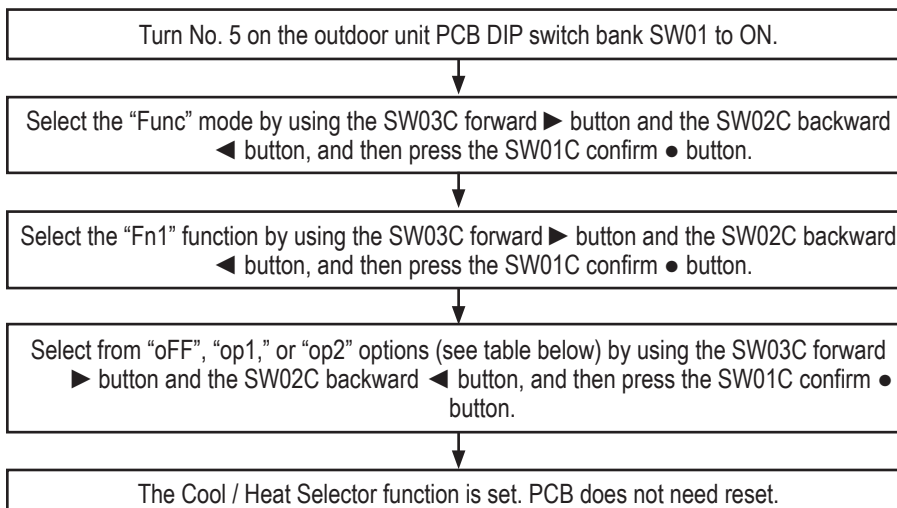 Turn No. 5 on the outdoor unit PCB DIP switch bank SW01 to ON.
Select the “Func” mode by using the SW03C forward ► button and the SW02C backward
◄ button, and then press the SW01C confirm ● button.
Select the “Fn1” function by using the SW03C forward ► button and the SW02C backward
◄ button, and then press the SW01C confirm ● button.
Select from “oFF”, “op1,” or “op2” options (see table below) by using the SW03C forward
► button and the SW02C backward ◄ button, and then press the SW01C confirm ●
button.
The Cool / Heat Selector function is set. PCB does not need reset.